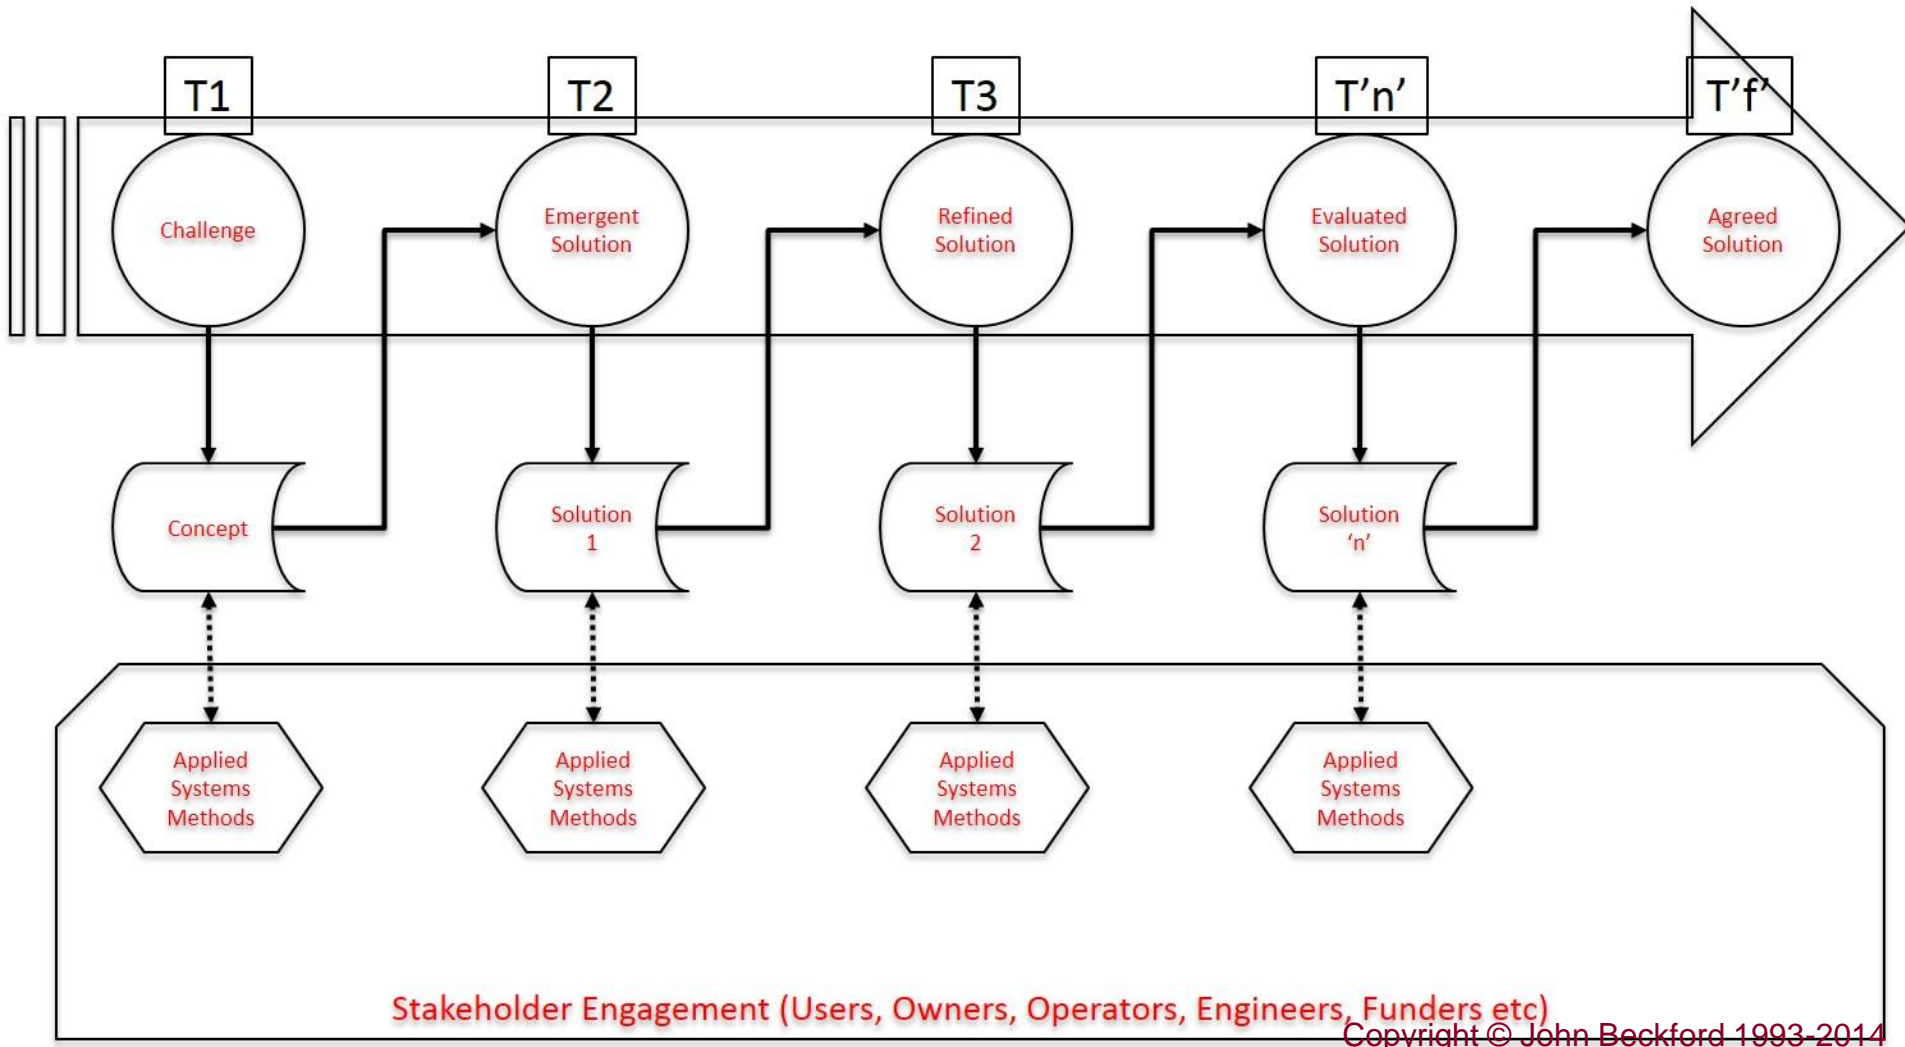 T1
T2
T3
T’n’
T’f’
Challenge
Emergent
Solution
Refined
Solution
Evaluated
Solution
Agreed
Solution
Concept
Solution
1
Solution
2
Solution
‘n’
Applied
Systems
Methods
Applied
Systems
Methods
Applied
Systems
Methods
Applied
Systems
Methods
Stakeholder Engagement (Users, Owners, Operators, Engineers, Funders etc)
Copyright © John Beckford 1993-2014